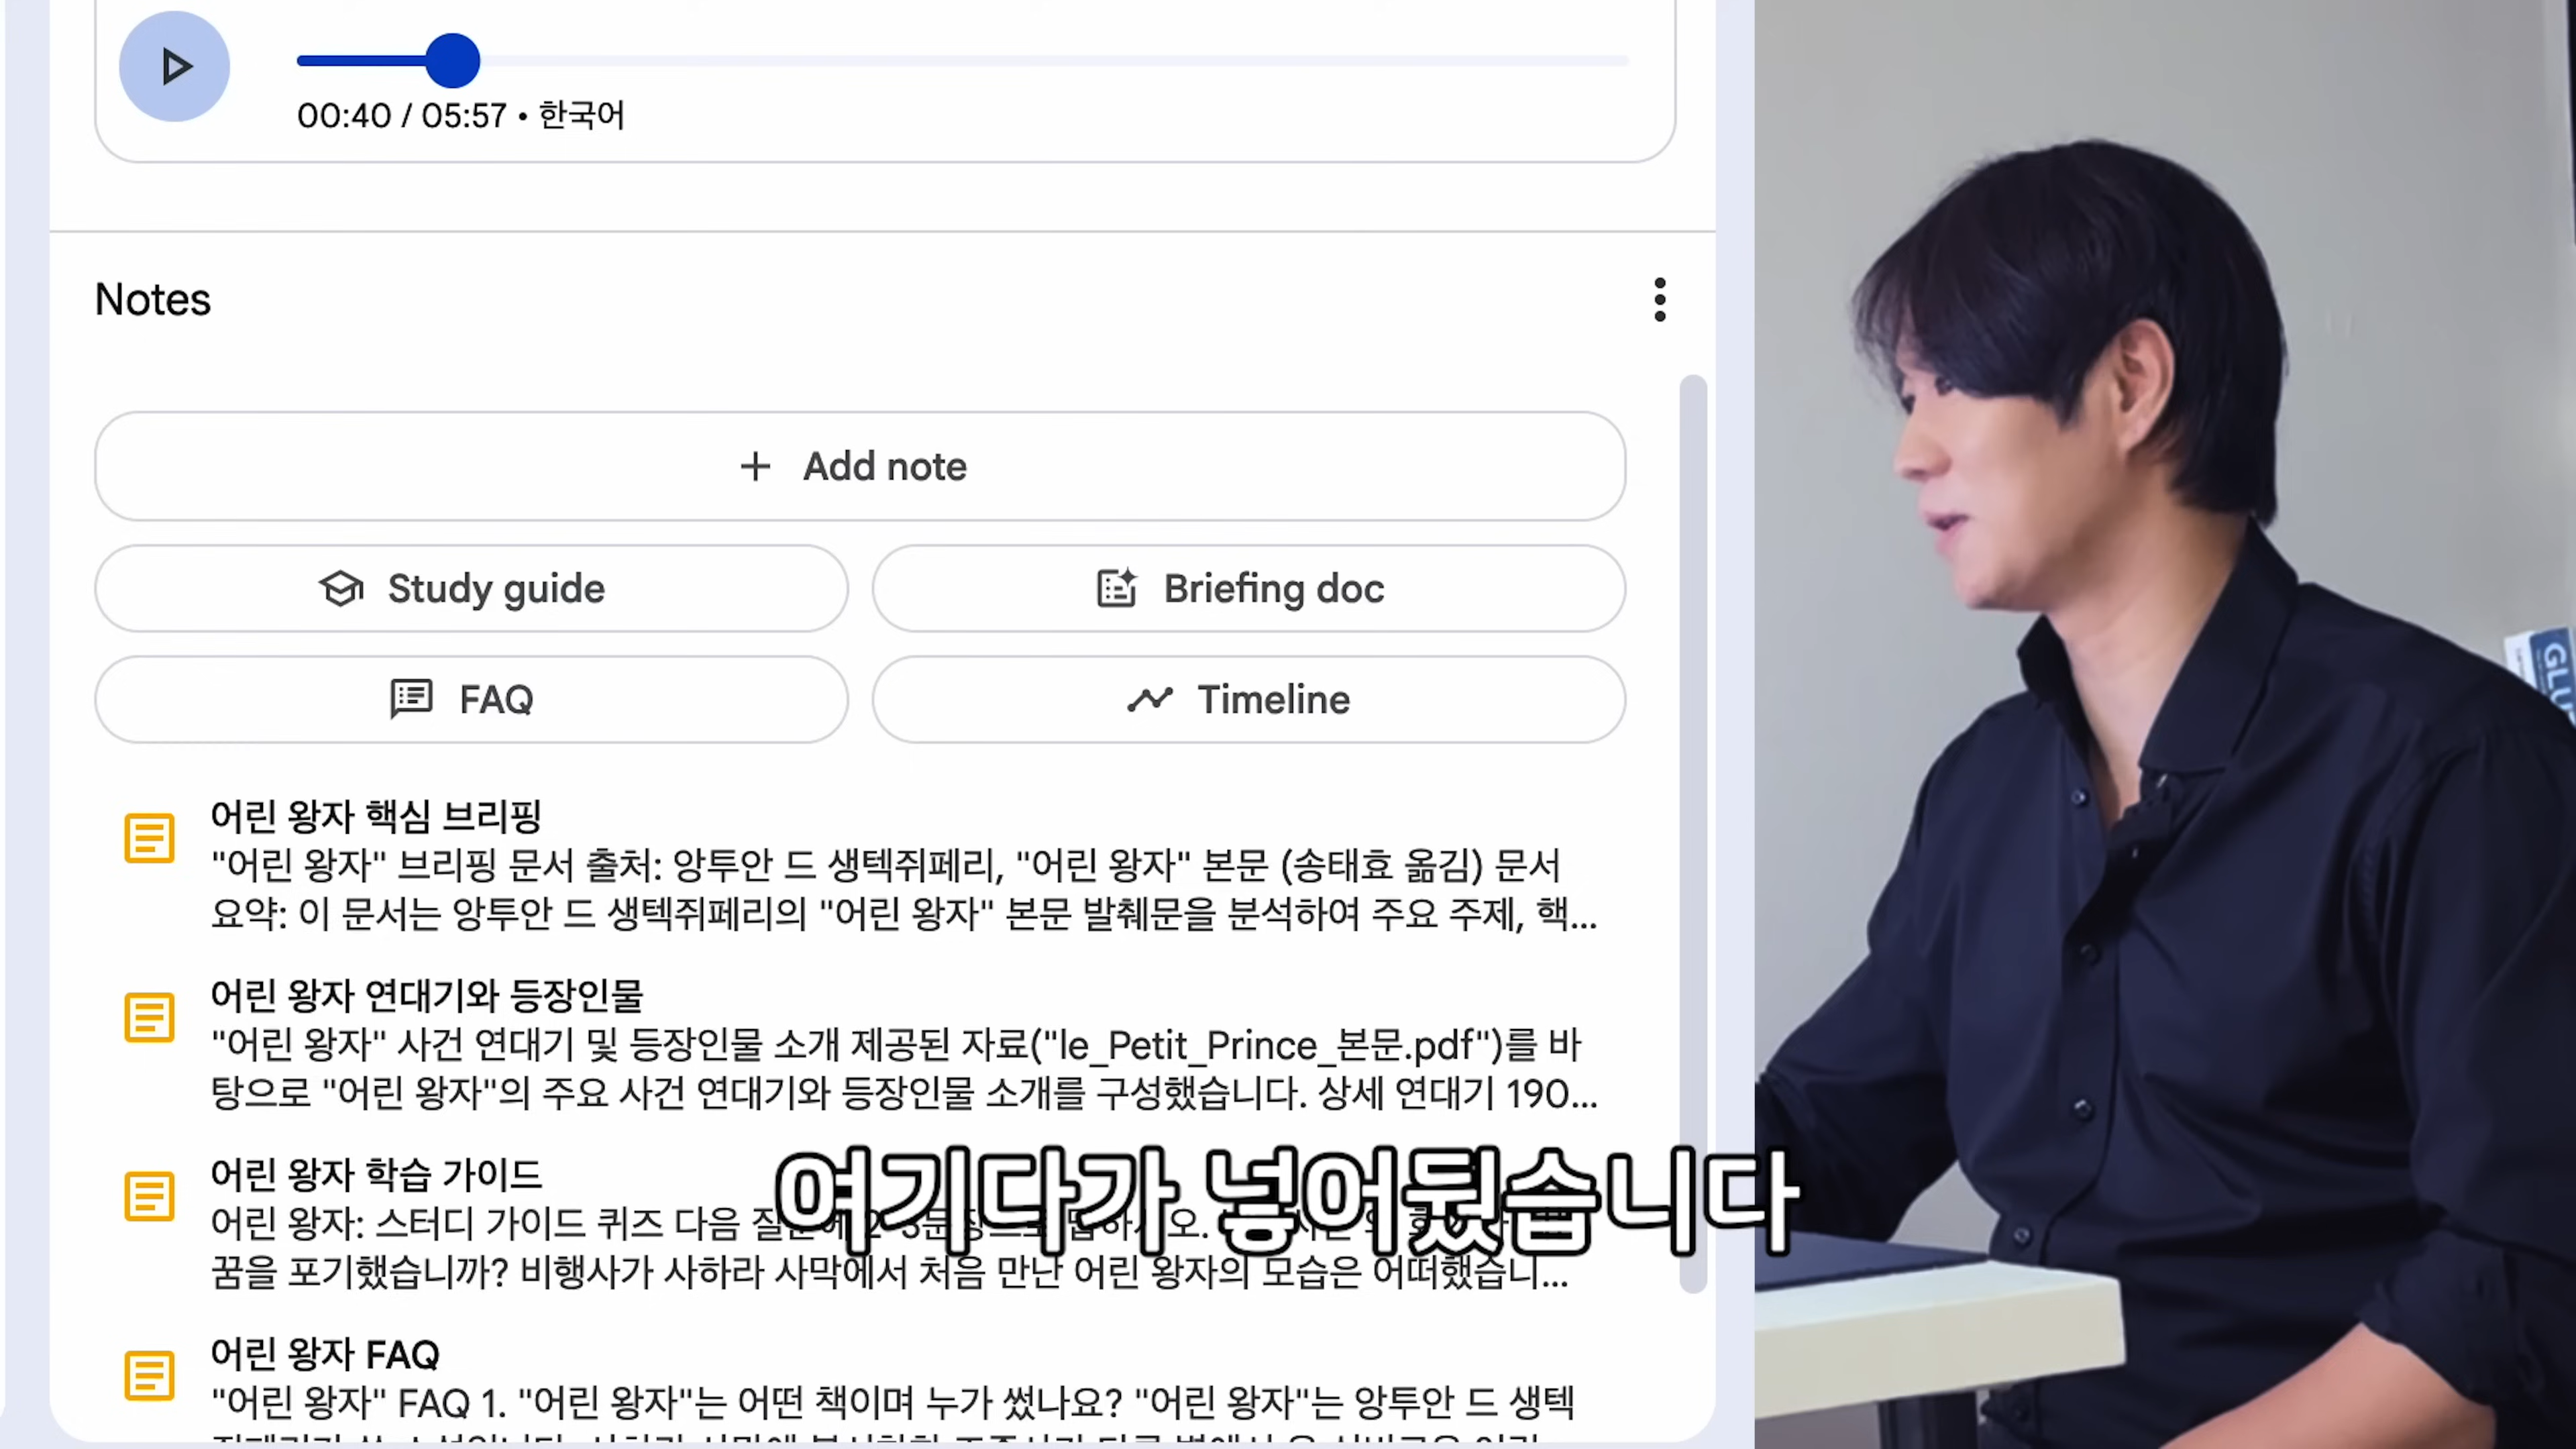 00:40 / 05:57 • 한국어
Notes
+ Add note
Study guide
Briefing doc
FAQ
Timeline
어린 왕자 핵심 브리핑
"어린 왕자" 브리핑 문서 출처: 앙투안 드 생텍쥐페리, "어린 왕자" 본문 (송태효 옮김) 문서
요약: 이 문서는 앙투안 드 생텍쥐페리의 "어린 왕자" 본문 발췌문을 분석하여 주요 주제, 핵...
어린 왕자 연대기와 등장인물
"어린 왕자" 사건 연대기 및 등장인물 소개 제공된 자료("le_Petit_Prince_본문.pdf")를 바
탕으로 "어린 왕자"의 주요 사건 연대기와 등장인물 소개를 구성했습니다. 상세 연대기 190...
어린 왕자 학습 가이드
어린 왕자: 스터디 가이드 퀴즈 다음
꿈을 포기했습니까? 비행사가 사하라 사막에서 처음 만난 어린 왕자의 모습은 어떠했습니...
여기다가 넣어뒀습니다
어린 왕자 FAQ
"어린 왕자" FAQ 1. "어린 왕자"는 어떤 책이며 누가 썼나요? "어린 왕자"는 앙투안 드 생텍